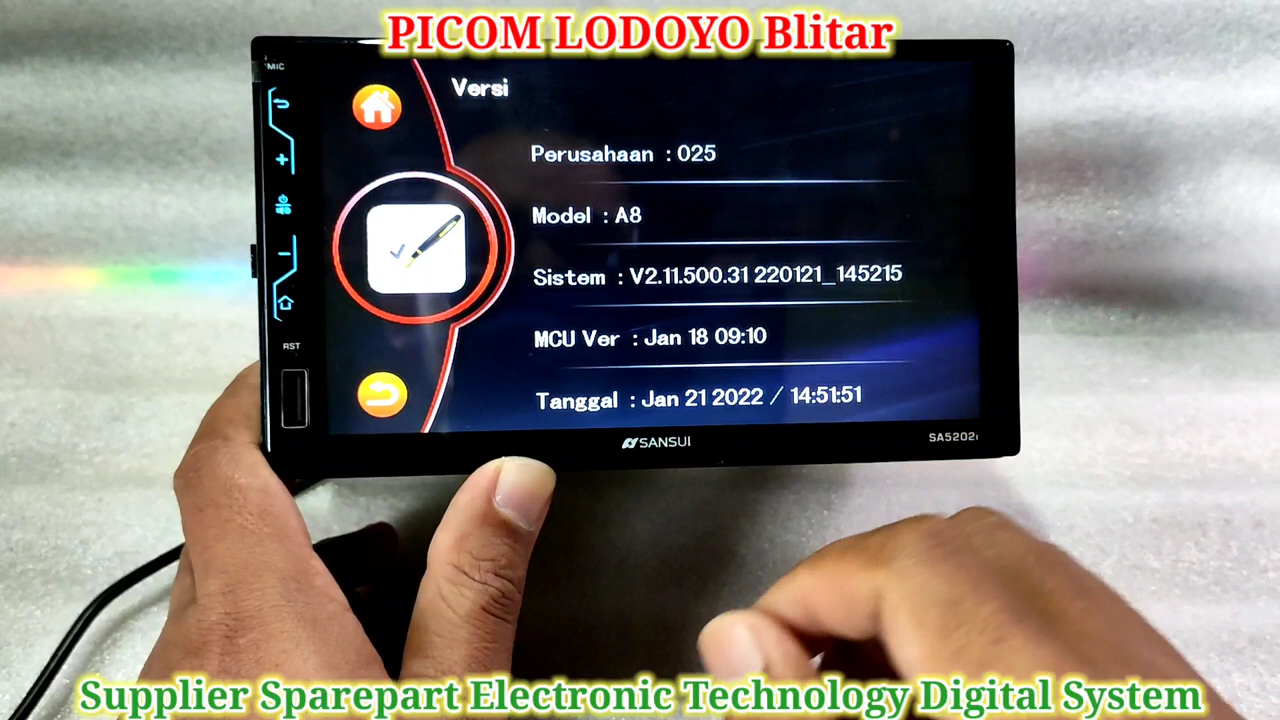 PICOM LODOYO Blitar
MIC
Versi
Perusahaan : 025
Model : A8
Sistem : V2.11.500.31 220121_145215
MCU Ver : Jan 18 09:10
RST
Tanggal : Jan 21 2022 / 14:51:51
SANSUI
SA5202i
Supplier Sparepart Electronic Technology Digital System